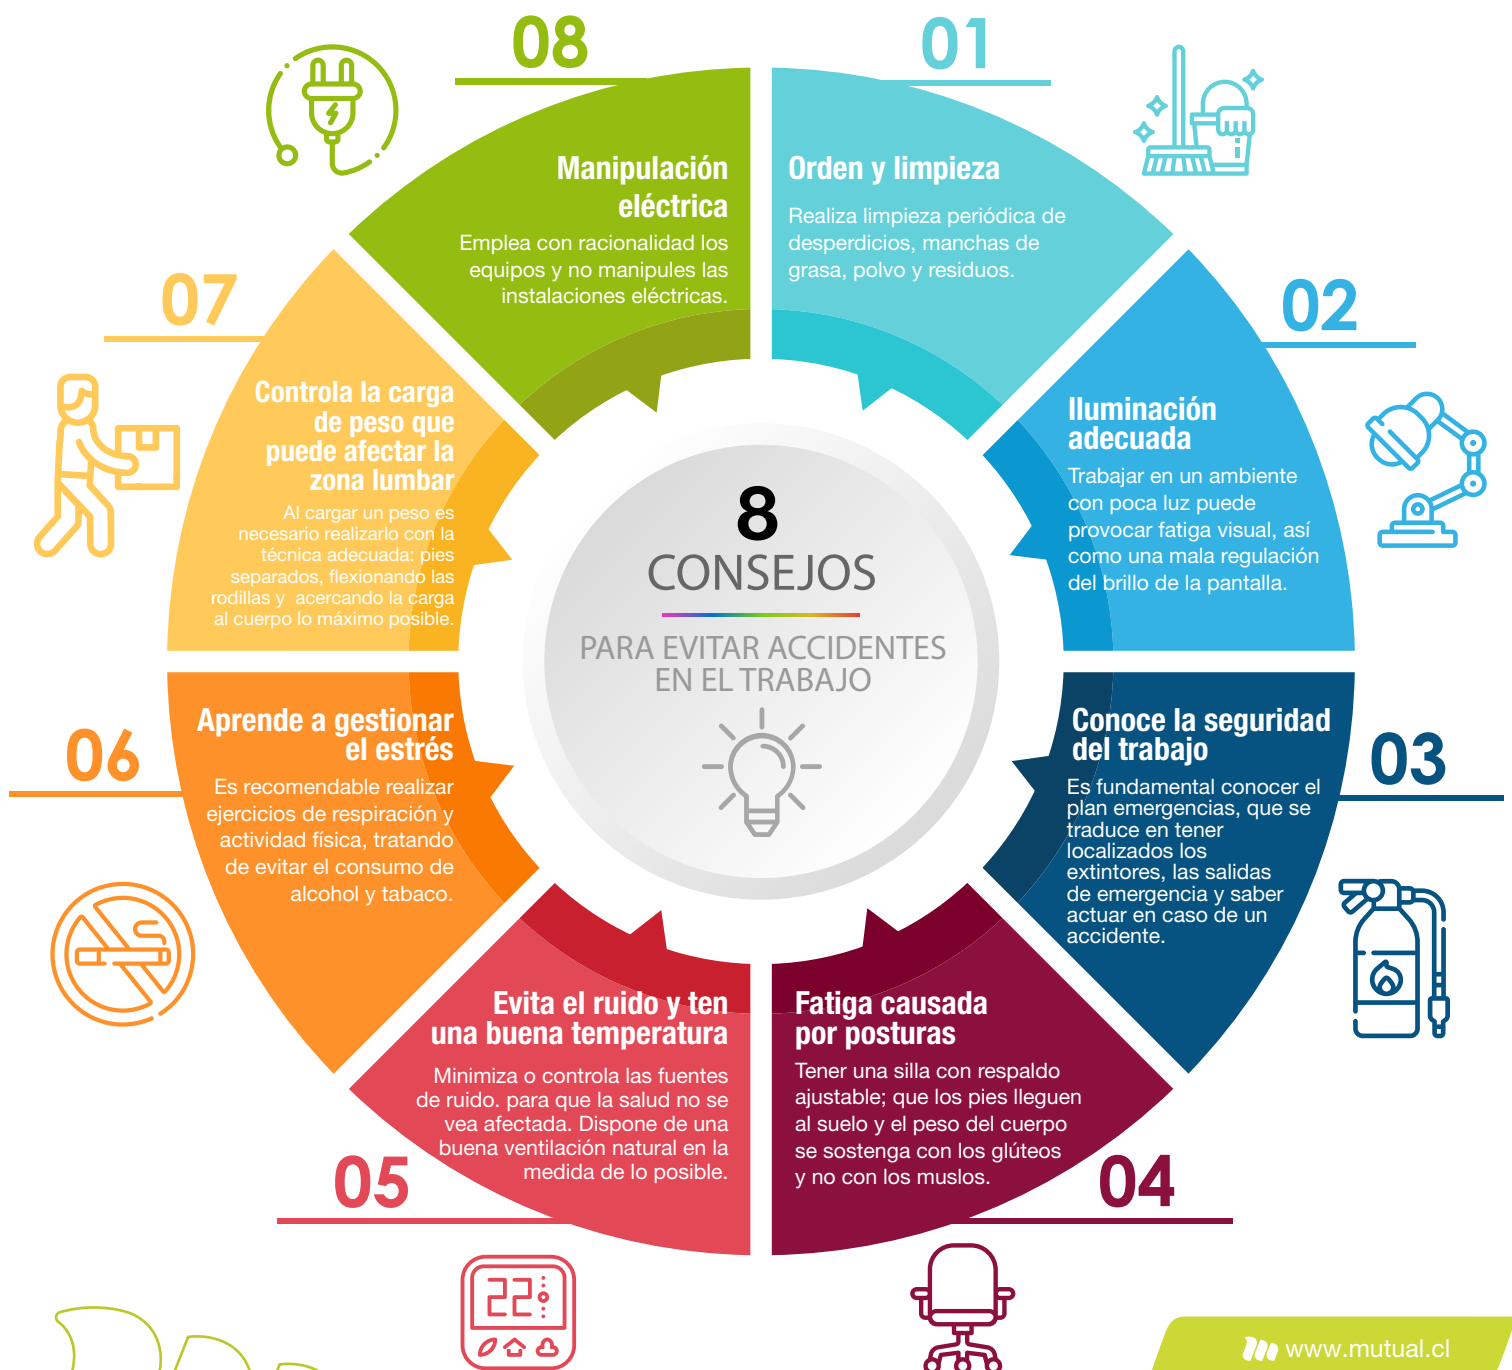 8
CONSEJOS
PARA EVITAR ACCIDENTES
EN EL TRABAJO
01
Orden y limpieza
Realiza limpieza periódica de
desperdicios, manchas de
grasa, polvo y residuos.
02
Iluminación
adecuada
Trabajar en un ambiente
con poca luz puede
provocar fatiga visual, así
como una mala regulación
del brillo de la pantalla.
03
Conoce la seguridad
del trabajo
Es fundamental conocer el
plan emergencias, que se
traduce en tener
localizados los
extintores, las salidas
de emergencia y saber
actuar en caso de un
accidente.
04
Fatiga causada
por posturas
Tener una silla con respaldo
ajustable; que los pies lleguen
al suelo y el peso del cuerpo
se sostenga con los glúteos
y no con los muslos.
05
Evita el ruido y ten
una buena temperatura
Minimiza o controla las fuentes
de ruido. para que la salud no se
vea afectada. Dispone de una
buena ventilación natural en la
medida de lo posible.
22
06
Aprende a gestionar
el estrés
Es recomendable realizar
ejercicios de respiración y
actividad física, tratando
de evitar el consumo de
alcohol y tabaco.
07
Controla la carga
de peso que
puede afectar la
zona lumbar
Al cargar un peso es
necesario realizarlo con la
técnica adecuada: pies
separados, flexionando las
rodillas y  acercando la carga
al cuerpo lo máximo posible.
08
Manipulación
eléctrica
Emplea con racionalidad los
equipos y no manipules las
instalaciones eléctricas.
www.mutual.cl